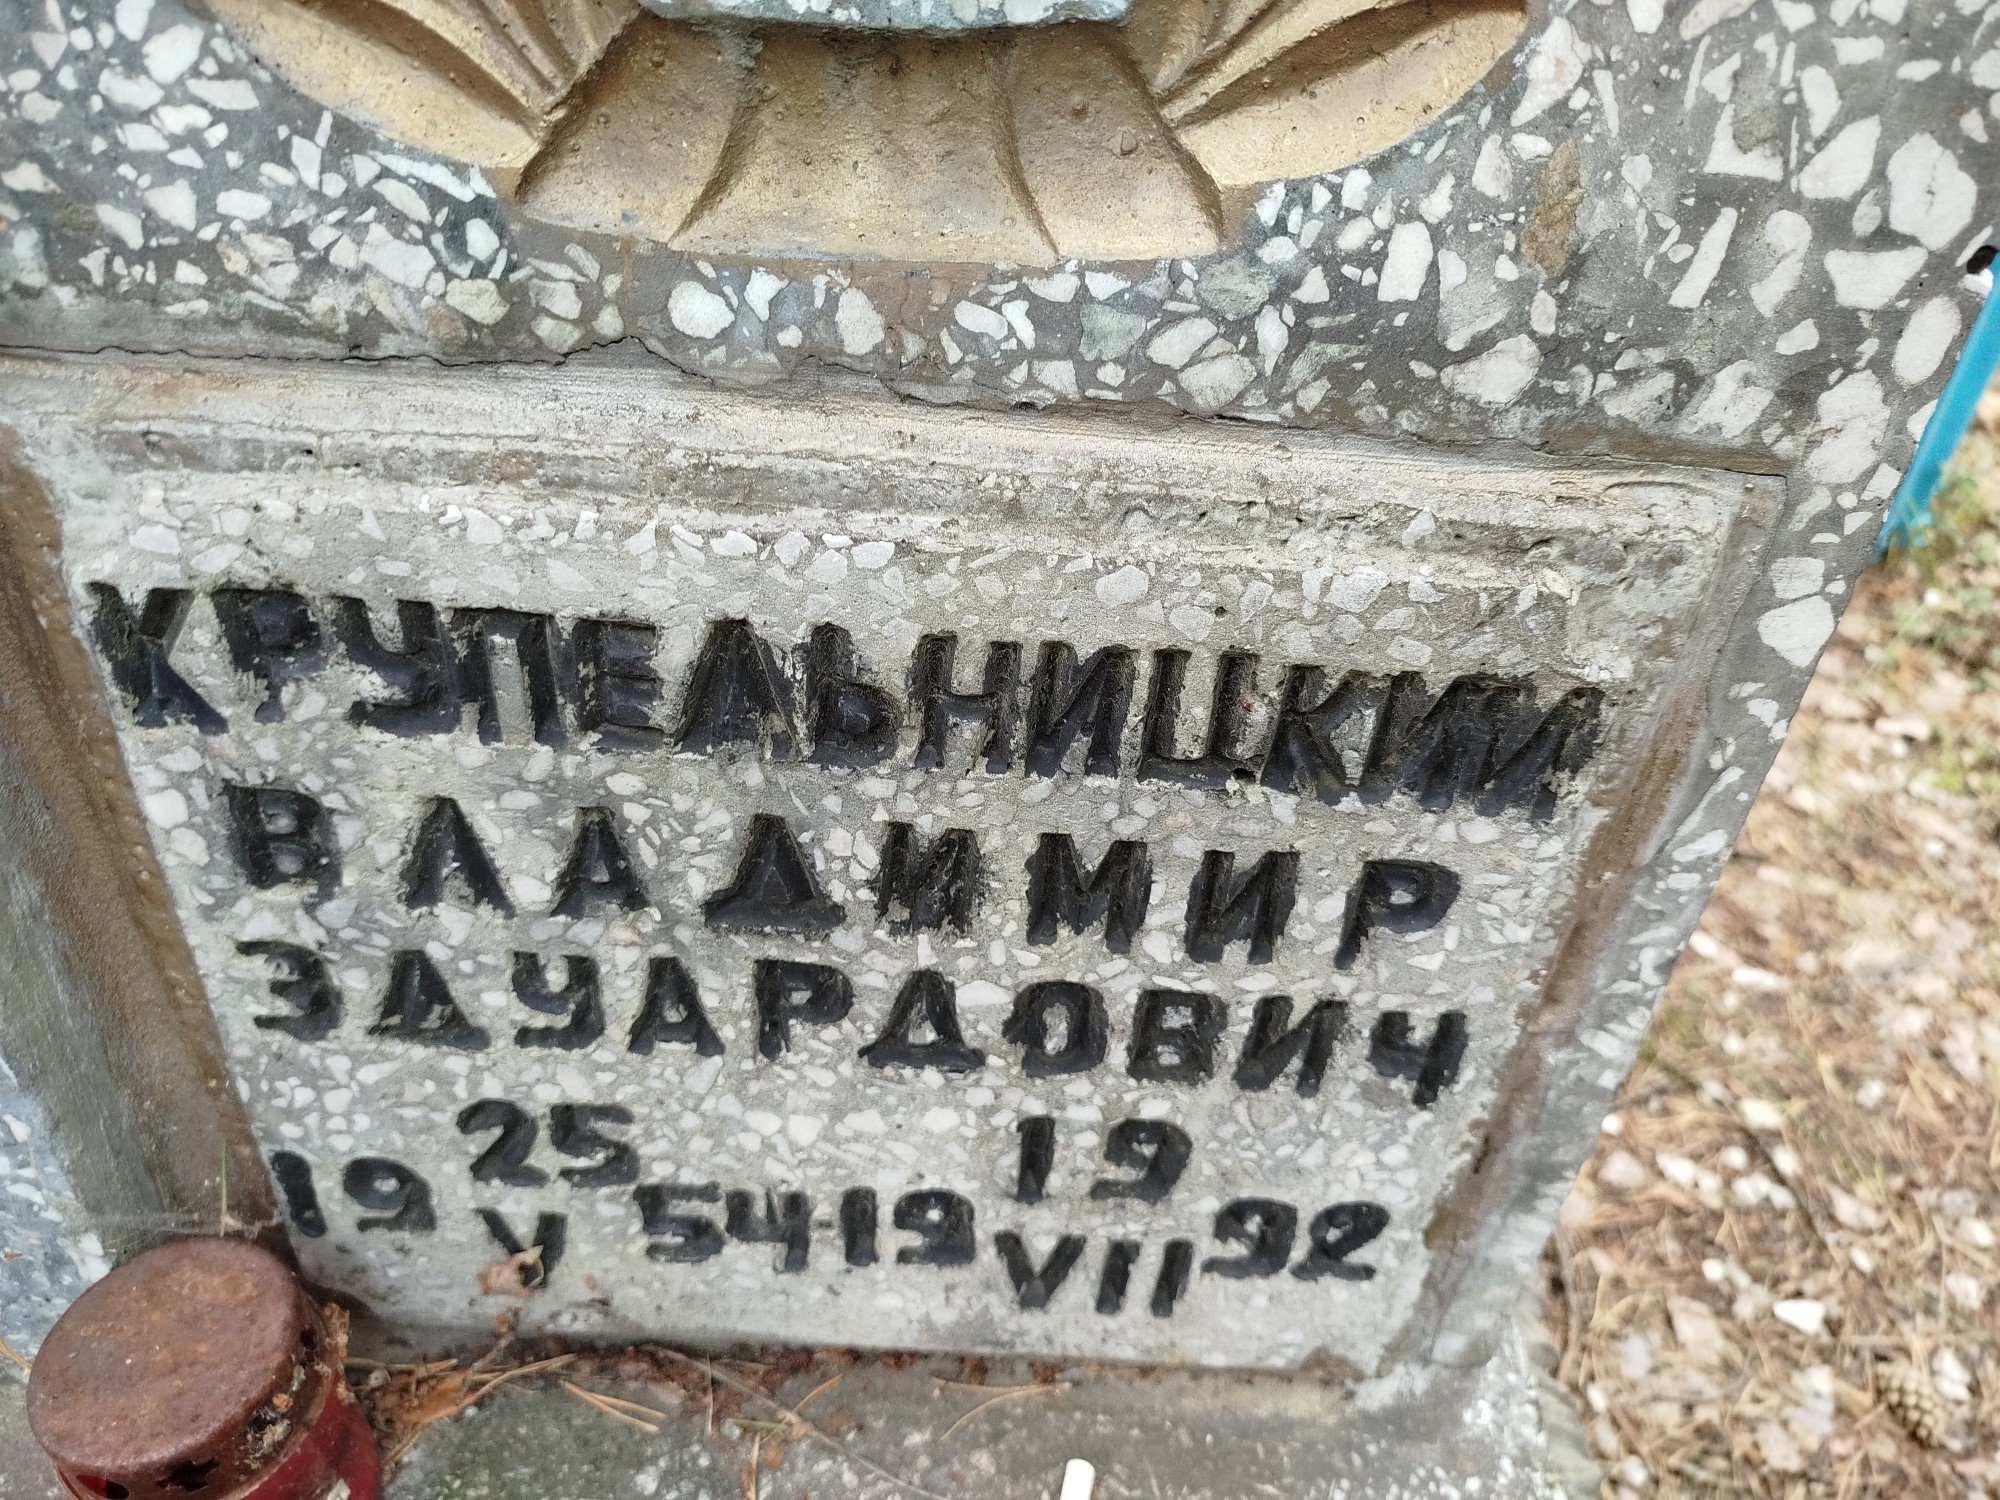 КРУПЕЛЬНИЦКИЙ
ВЛАДИМИР
ЭДУАРДОВИЧ
25 19
19 V 54-19 VII 92